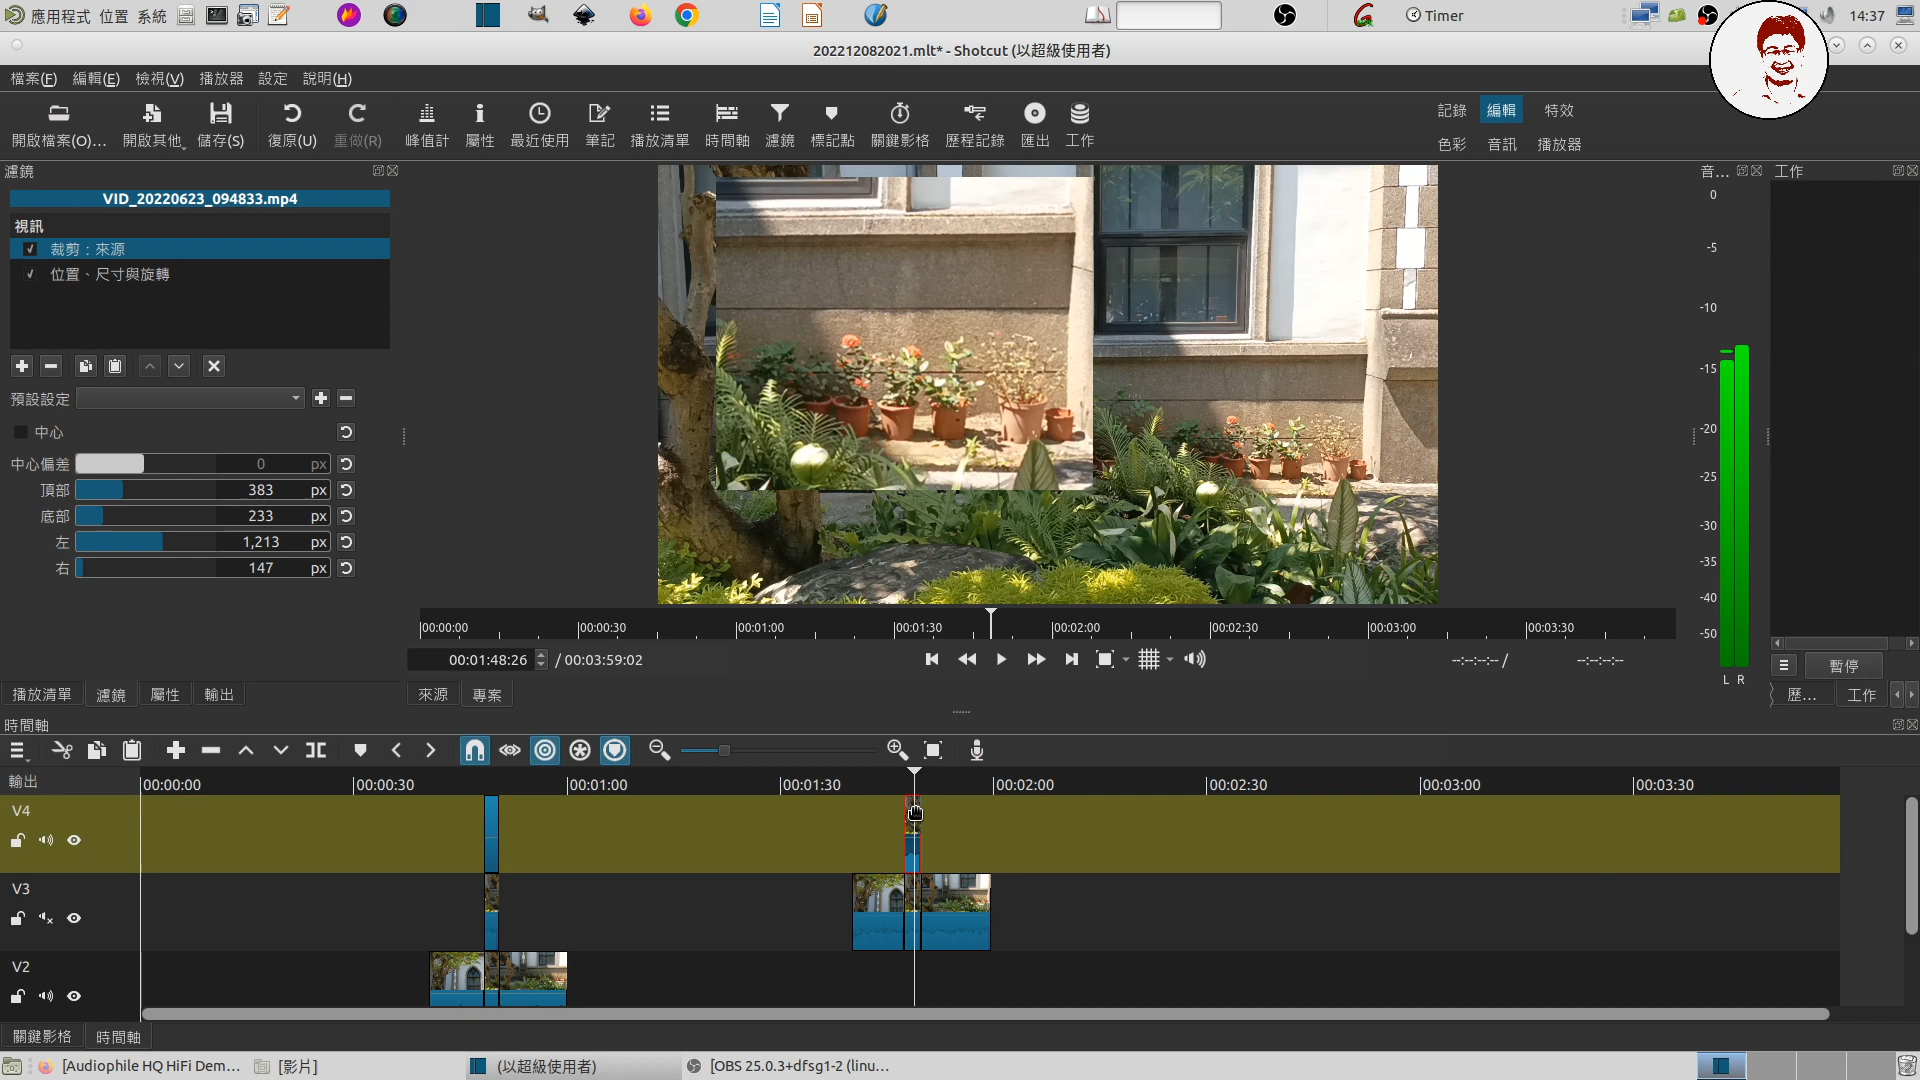 應用程式 位置 系統
Timer
14:37
202212082021.mlt* - Shotcut (以超級使用者)
檔案(F) 編輯(E) 檢視(V) 播放器 設定 說明(H)
開啟檔案(O)... 開啟其他 儲存(S) 復原(U) 重做(R) 峰值計 屬性 最近使用 筆記 播放清單 時間軸 濾鏡 標記點 關鍵影格 歷程記錄 匯出 工作
記錄 編輯 特效
色彩 音訊 播放器
濾鏡
音... 工作
VID_20220623_094833.mp4
視訊
裁剪：來源
位置、尺寸與旋轉
預設設定
中心
中心偏差 0 px
頂部 383 px
底部 233 px
左 1,213 px
右 147 px
0
-5
-10
-15
-20
-25
-30
-35
-40
-50
L R
00:00:00 00:00:30 00:01:00 00:01:30 00:02:00 00:02:30 00:03:00 00:03:30
00:01:48:26 / 00:03:59:02
--:--:--:-- / --:--:--:--
暫停
播放清單 濾鏡 屬性 輸出
來源 專案
歷... 工作
時間軸
輸出
00:00:00 00:00:30 00:01:00 00:01:30 00:02:00 00:02:30 00:03:00 00:03:30
V4
V3
V2
關鍵影格 時間軸
[Audiophile HQ HiFi Dem... [影片] (以超級使用者) [OBS 25.0.3+dfsg1-2 (linu...